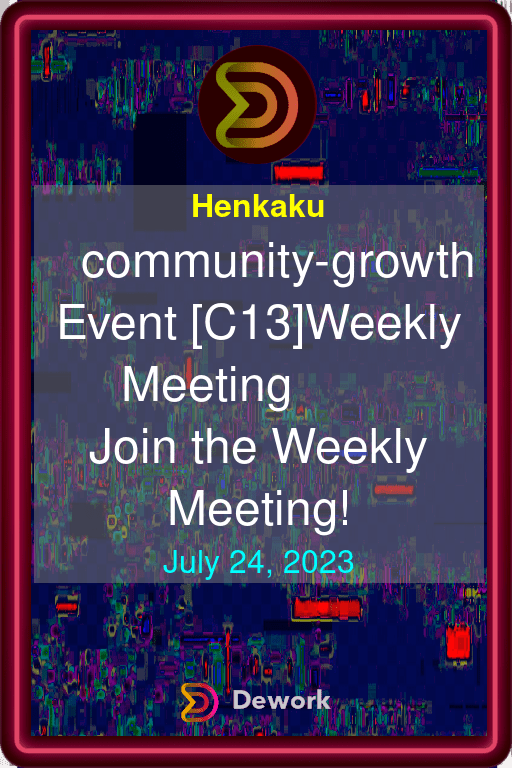 Henkaku
community-growth
Event [C13]Weekly
Meeting
Join the Weekly
Meeting!
July 24, 2023
Dework